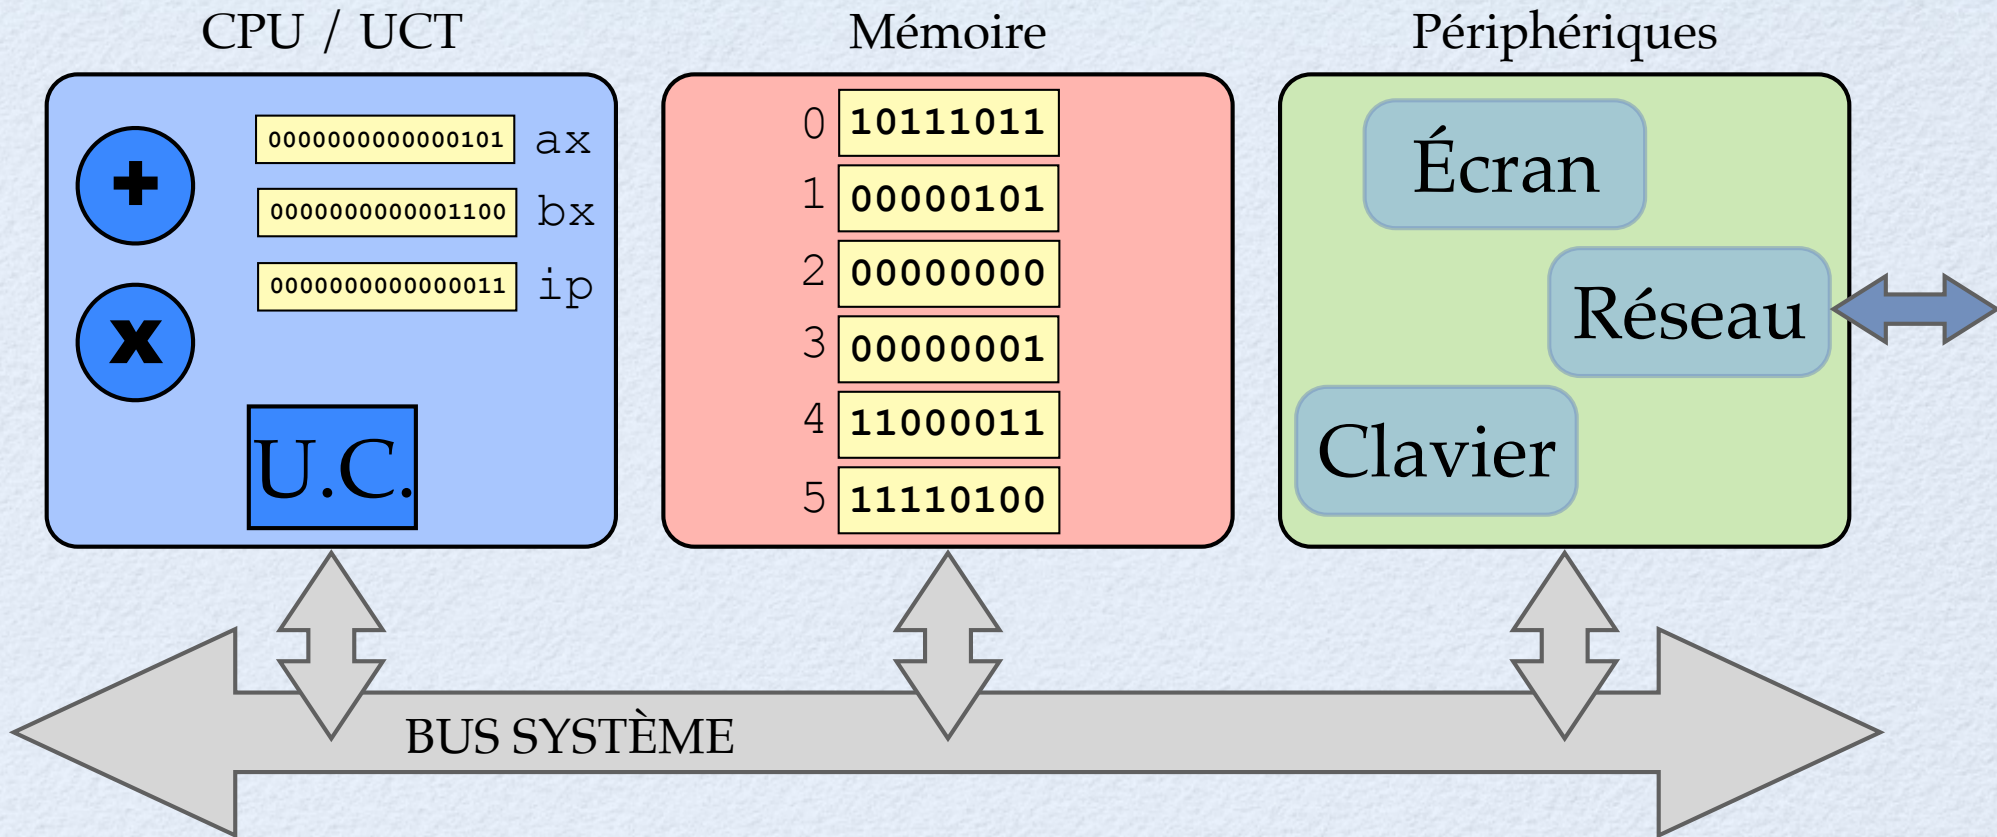 CPU / UCT
+
0000000000000101 ax
0000000000001100 bx
0000000000000011 ip
x
U.C.
Mémoire
0 10111011
1 00000101
2 00000000
3 00000001
4 11000011
5 11110100
Périphériques
Écran
Réseau
Clavier
BUS SYSTÈME